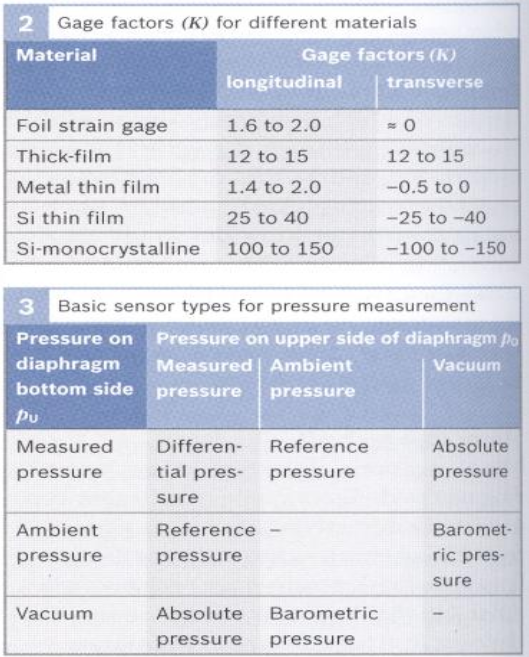 2 Gage factors (K) for different materials
Material Gage factors (K)
longitudinal transverse
Foil strain gage 1.6 to 2.0 ≈ 0
Thick-film 12 to 15 12 to 15
Metal thin film 1.4 to 2.0 –0.5 to 0
Si thin film 25 to 40 –25 to –40
Si-monocrystalline 100 to 150 –100 to –150
3 Basic sensor types for pressure measurement
Pressure on Pressure on upper side of diaphragm pO
diaphragm Measured Ambient Vacuum
bottom side pressure pressure
pU
Measured Differen- Reference Absolute
pressure tial pres- pressure pressure
sure
Ambient Reference – Baromet-
pressure pressure ric pres-
sure
Vacuum Absolute Barometric –
pressure pressure